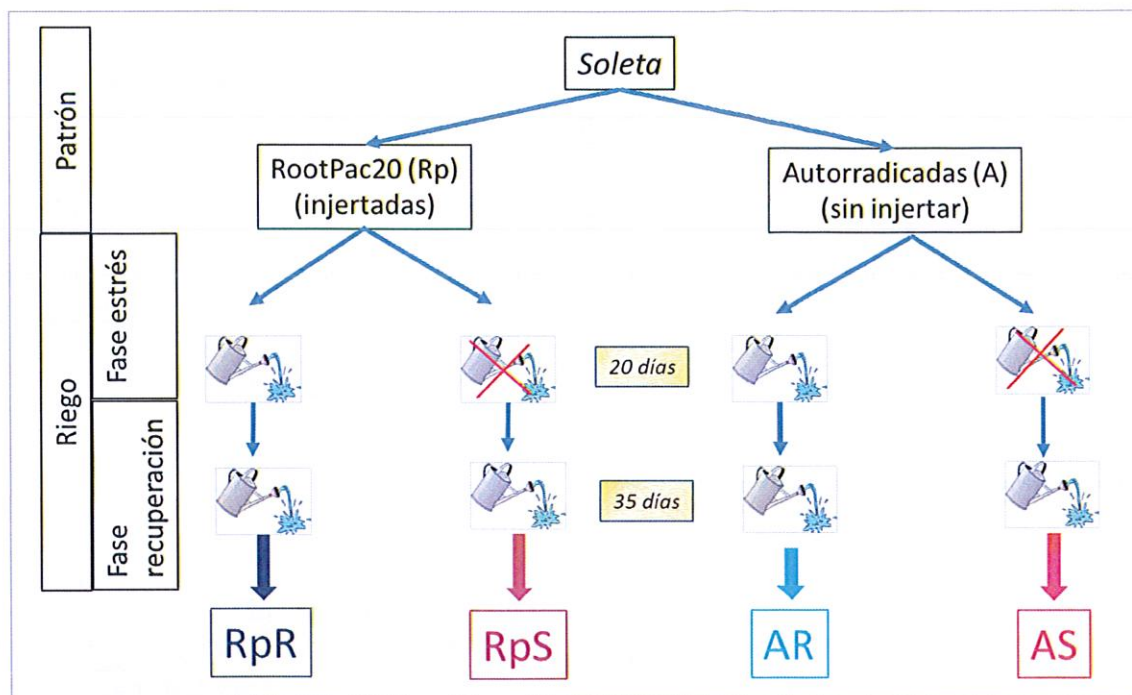 Soleta
Patrón
RootPac20 (Rp)
(injertadas)
Autorradicadas (A)
(sin injertar)
Riego
Fase estrés
20 días
Fase
recuperación
35 días
RpR
RpS
AR
AS